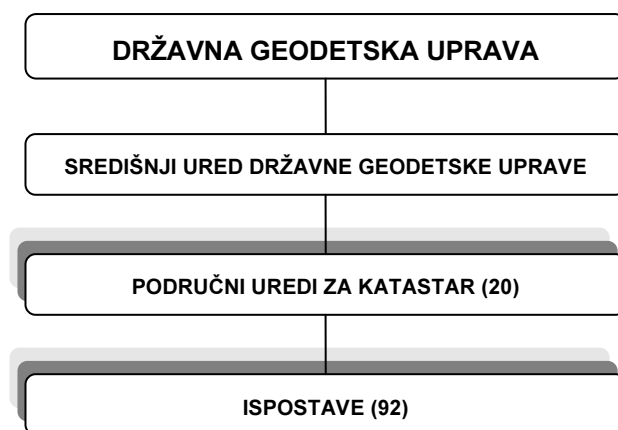 DRŽAVNA GEODETSKA UPRAVA
SREDIŠNJI URED DRŽAVNE GEODETSKE UPRAVE
PODRUČNI UREDI ZA KATASTAR (20)
ISPOSTAVE (92)